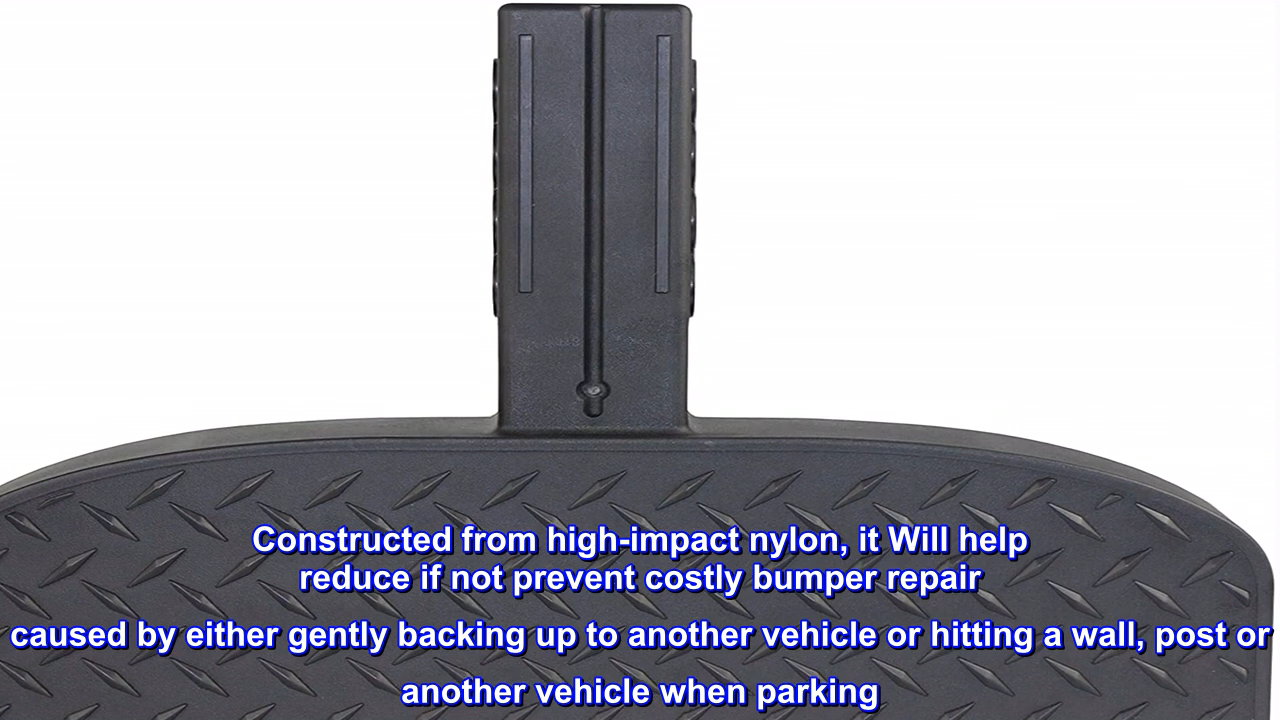 Constructed from high-impact nylon, it Will help
reduce if not prevent costly bumper repair
caused by either gently backing up to another vehicle or hitting a wall, post or
another vehicle when parking